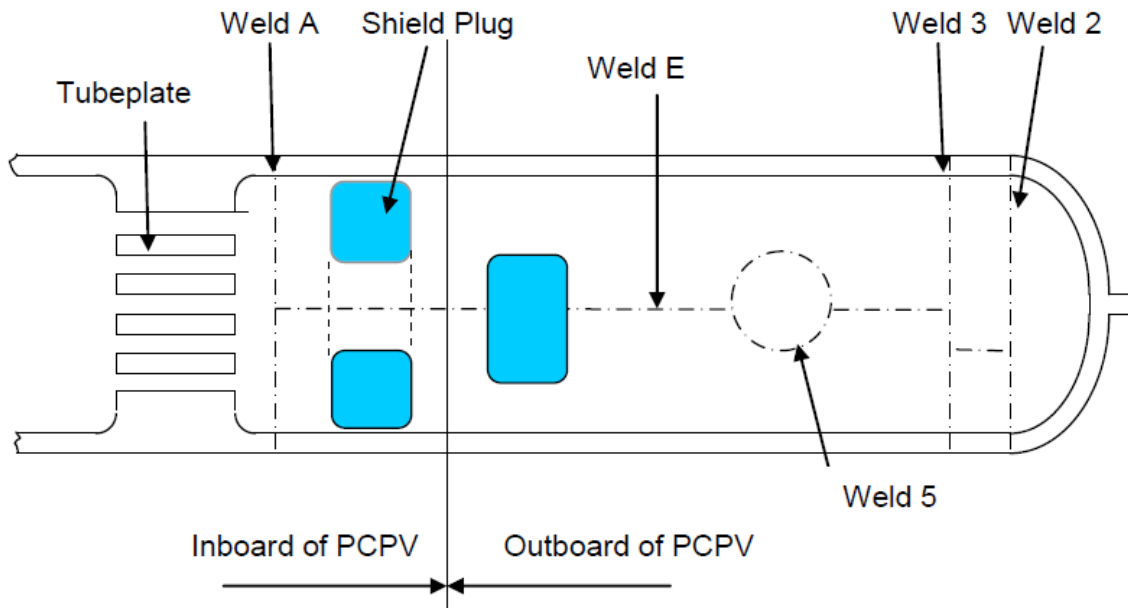 Weld A
Shield Plug
Weld 3
Weld 2
Weld E
Tubeplate
Weld 5
Inboard of PCPV
Outboard of PCPV